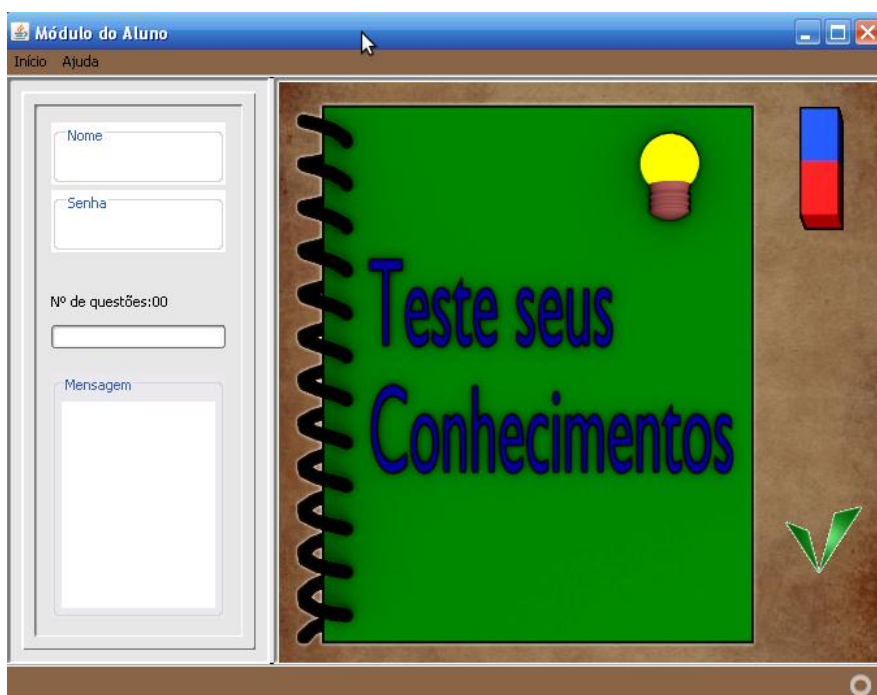 Módulo do Aluno
Início Ajuda
Nome
Senha
Nº de questões:00
Mensagem
Teste seus
Conhecimentos